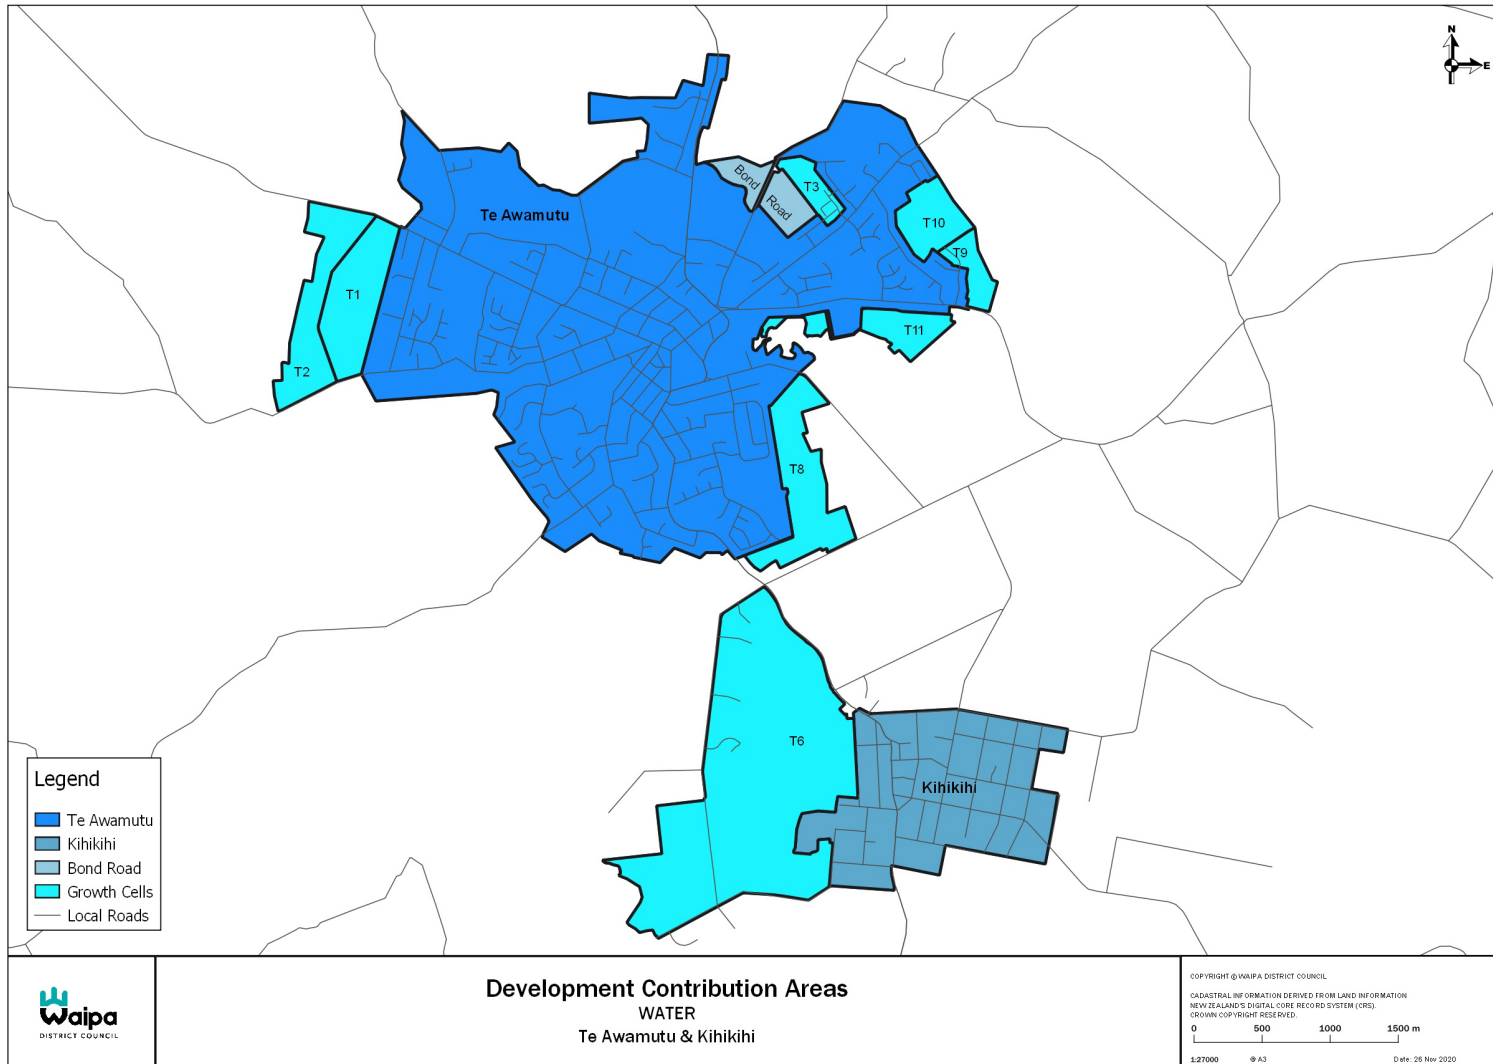 N
E
Bond
Road
T3
Te Awamutu
T10
T9
T1
T11
T2
T8
T6
Kihikihi
Legend
Te Awamutu
Kihikihi
Bond Road
Growth Cells
Local Roads
Waipa
DISTRICT COUNCIL
Development Contribution Areas
WATER
Te Awamutu & Kihikihi
COPYRIGHT @ WAIPA DISTRICT COUNCIL
CADASTRAL INFORMATION DERIVED FROM LAND INFORMATION
NEW ZEALAND'S DIGITAL CORE RECORD SYSTEM (CRS).
CROWN COPYRIGHT RESERVED.
0 500 1000 1500 m
1:27000 @ A3 Date: 26 Nov 2020